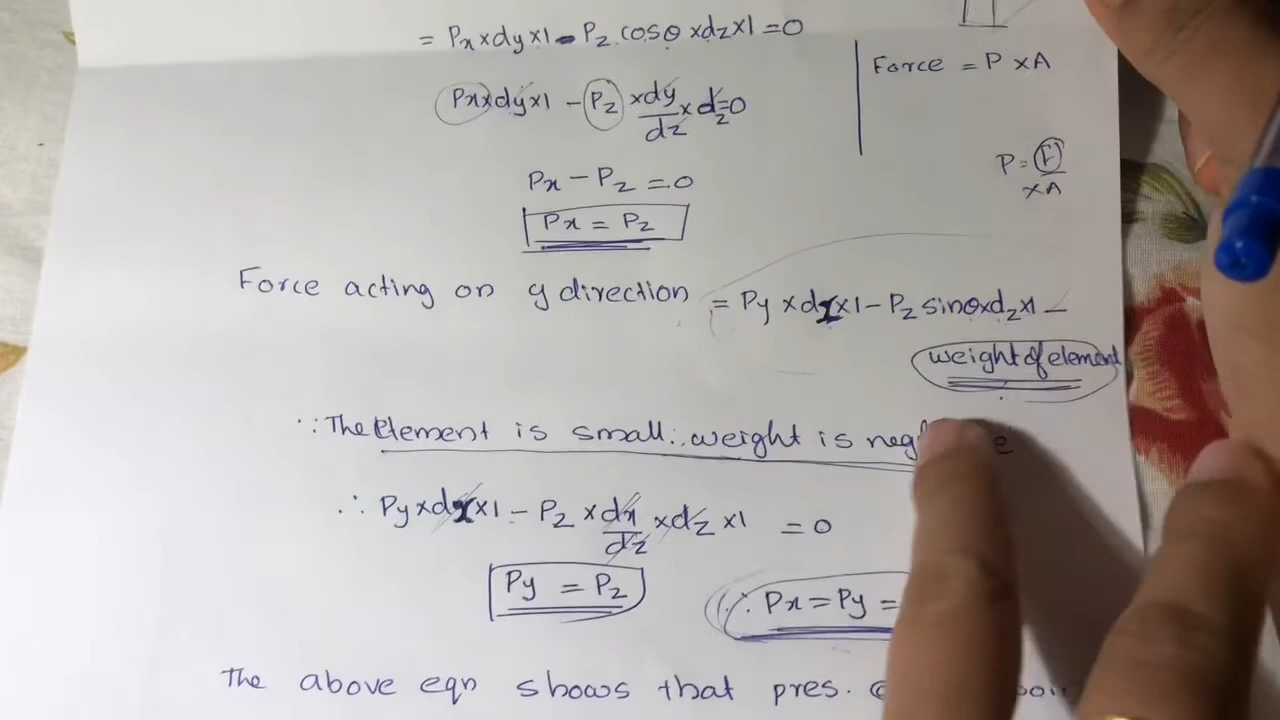 = Px x dy x 1 - Pz cosθ x dz x 1 = 0
Force = P x A
Px x dy x 1 - Pz x dy/dz x dz = 0
P = F/xA
Px - Pz = 0
Px = Pz
Force acting on y direction = Py x dx x 1 - Pz sinθ x dz x 1 -
weight of element
∵ The Element is small ∴ weight is
∴ Py x dx x 1 - Pz x dx/dz x dz x 1 = 0
Py = Pz
∴ Px = Py =
The above eqn shows that pres.